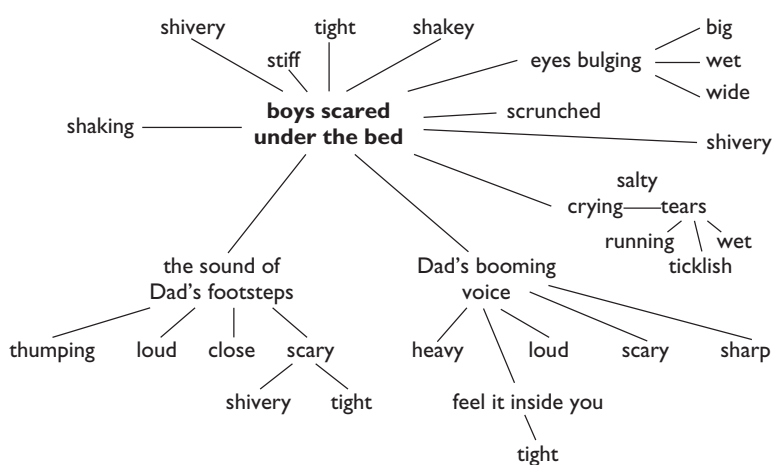 shivery
tight
shakey
big
stiff
eyes bulging
wet
wide
boys scared
under the bed
scrunched
shaking
shivery
salty
crying
tears
running
wet
ticklish
the sound of
Dad's footsteps
Dad's booming
voice
thumping
loud
close
scary
heavy
loud
scary
sharp
shivery
tight
feel it inside you
tight